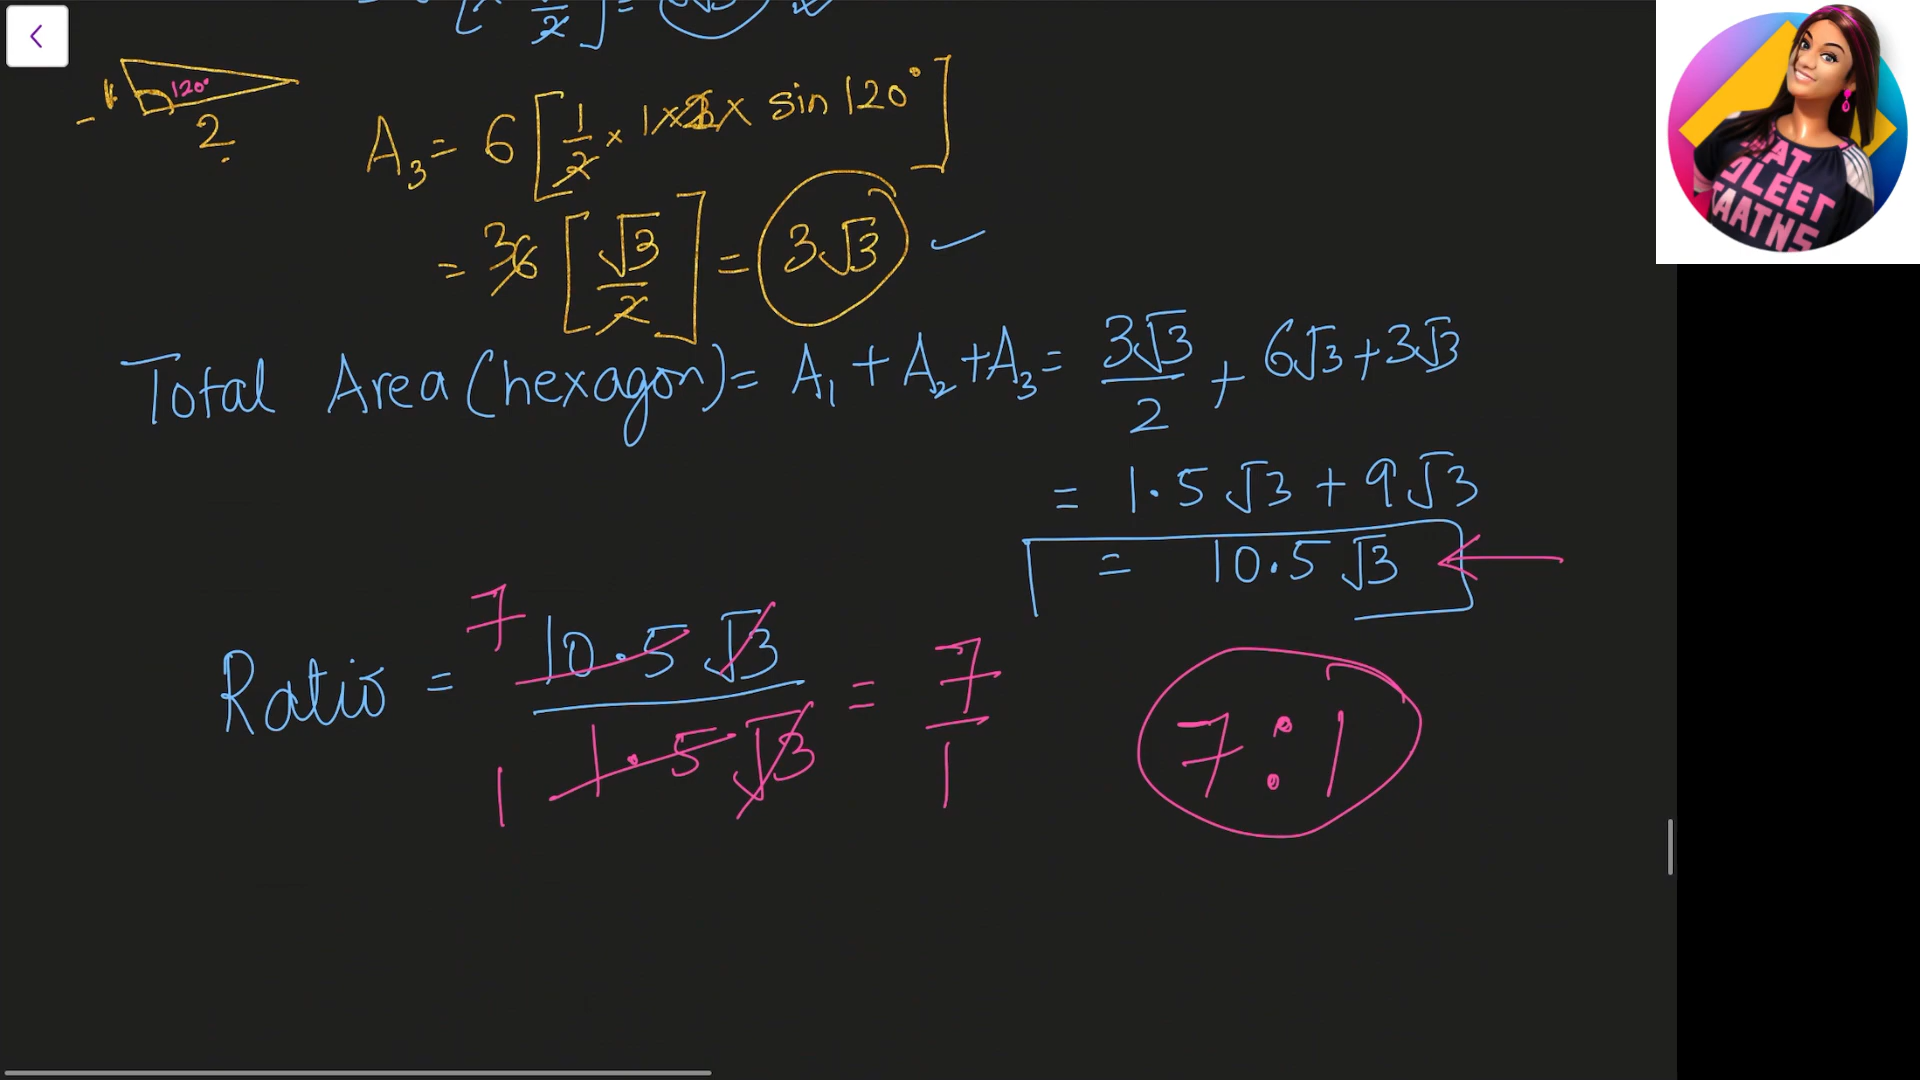 120°
2
A₃ = 6 [ 1/2 × 1×2× sin 120° ]
= 36 [ √3/2 ] = 3√3 ✓
Total Area (hexagon) = A₁ + A₂ + A₃ = 3√3/2 + 6√3 + 3√3
= 1.5√3 + 9√3
= 10.5√3
Ratio = 7 10.5√3 / 1 1.5√3 = 7/1
7:1